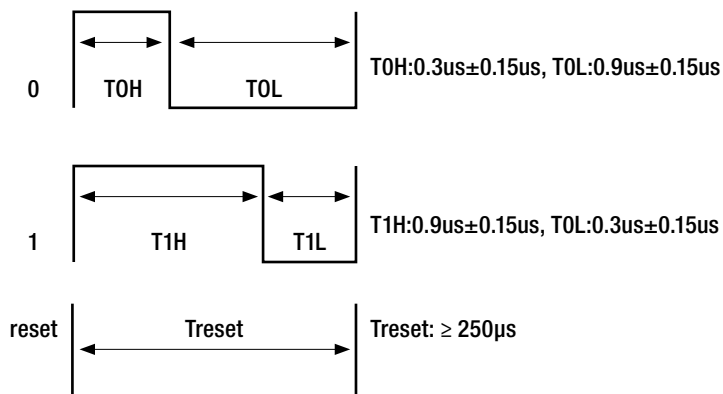 T0H T0L
0
T0H:0.3us±0.15us, T0L:0.9us±0.15us
T1H T1L
1
T1H:0.9us±0.15us, T0L:0.3us±0.15us
reset Treset Treset: ≥ 250µs